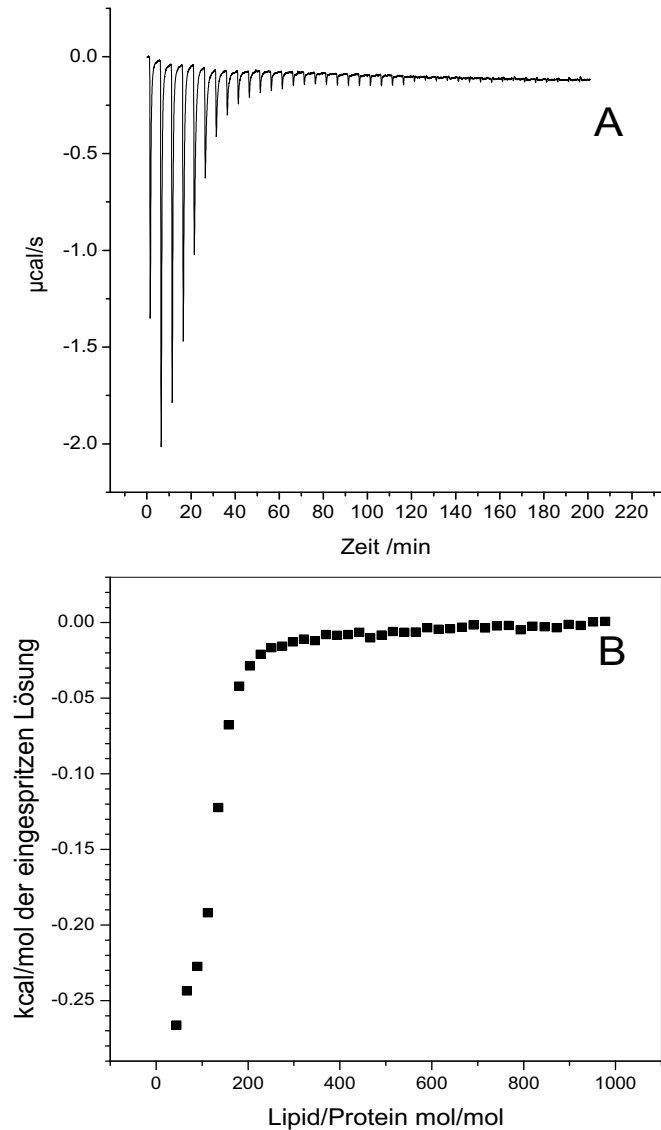 0.0
-0.5
-1.0
-1.5
-2.0
µcal/s
A
0 20 40 60 80 100 120 140 160 180 200 220
Zeit /min
0.00
-0.05
-0.10
-0.15
-0.20
-0.25
kcal/mol der eingespritzen Lösung
B
0 200 400 600 800 1000
Lipid/Protein mol/mol